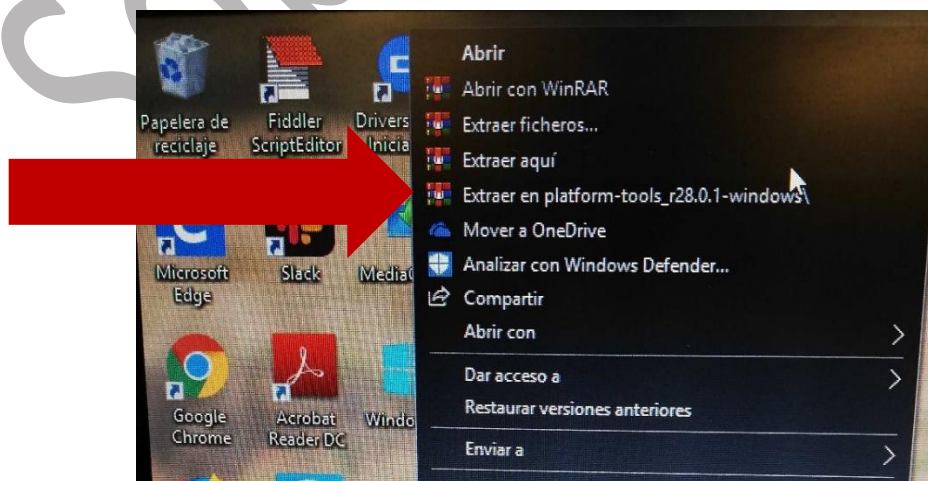 Abrir
Abrir con WinRAR
Extraer ficheros...
Extraer aquí
Extraer en platform-tools_r28.0.1-windows\
Mover a OneDrive
Analizar con Windows Defender...
Compartir
Abrir con
Dar acceso a
Restaurar versiones anteriores
Enviar a
Papelera de
reciclaje
Fiddler
ScriptEditor
Drivers
Inicia
Microsoft
Edge
Slack
Media
Google
Chrome
Acrobat
Reader DC
Windo